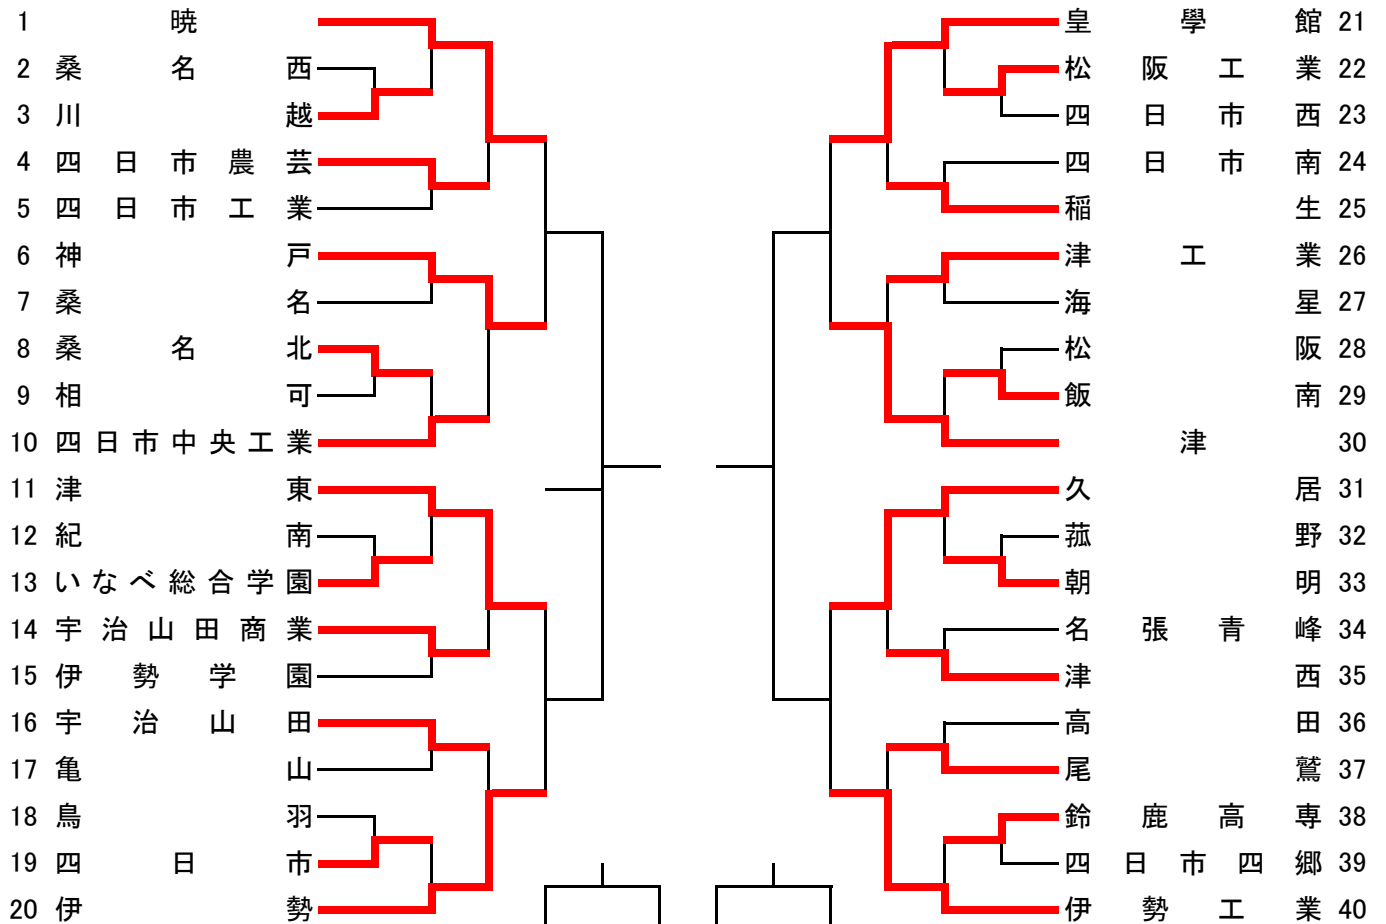 1 暁
2 桑名西
3 川越
4 四日市農芸
5 四日市工業
6 神戸
7 桑名
8 桑名北
9 相可
10 四日市中央工業
11 津東
12 紀南
13 いなべ総合学園
14 宇治山田商業
15 伊勢学園
16 宇治山田
17 亀山
18 鳥羽
19 四日市
20 伊勢
皇學館 21
松阪工業 22
四日市西 23
四日市南 24
稲生 25
津工業 26
海星 27
松阪 28
飯南 29
津 30
久居 31
菰野 32
朝明 33
名張青峰 34
津西 35
高田 36
尾鷲 37
鈴鹿高専 38
四日市四郷 39
伊勢工業 40